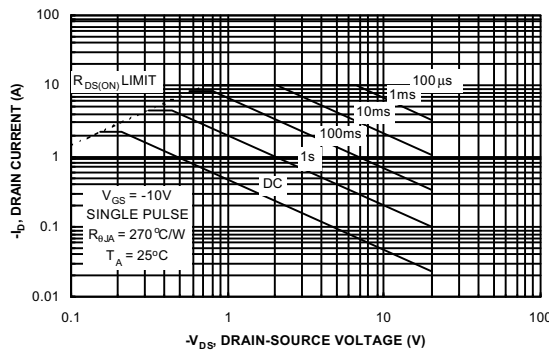 100
10
1
0.1
0.01
-I_D, DRAIN CURRENT (A)
R_DS(ON) LIMIT
100µs
1ms
10ms
100ms
1s
DC
V_GS = -10V
SINGLE PULSE
R_θJA = 270°C/W
T_A = 25°C
0.1
1
10
100
-V_DS, DRAIN-SOURCE VOLTAGE (V)